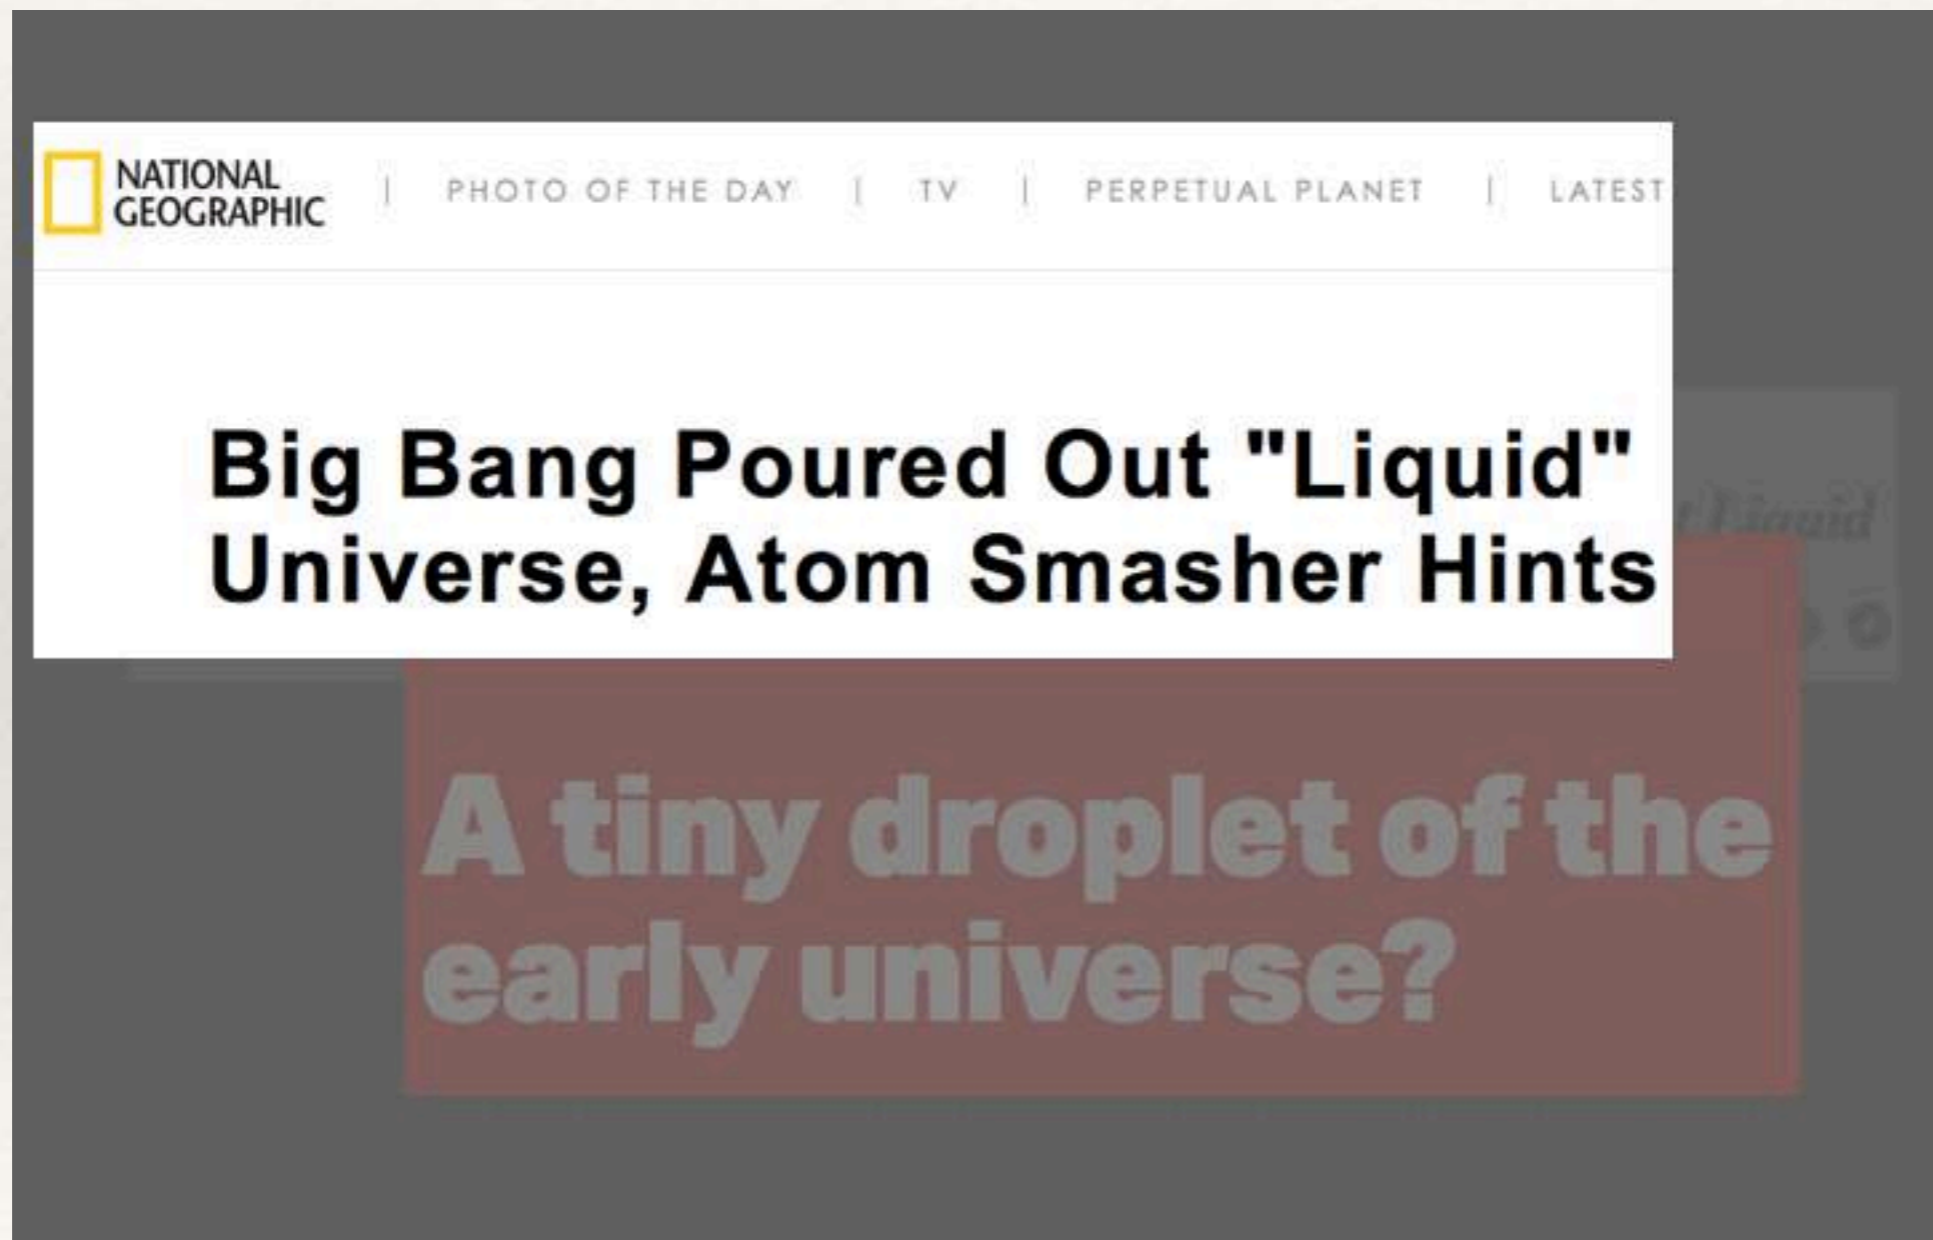 NATIONAL
GEOGRAPHIC
| PHOTO OF THE DAY | TV | PERPETUAL PLANET | LATEST
Big Bang Poured Out "Liquid"
Universe, Atom Smasher Hints
Liquid
A tiny droplet of the
early universe?